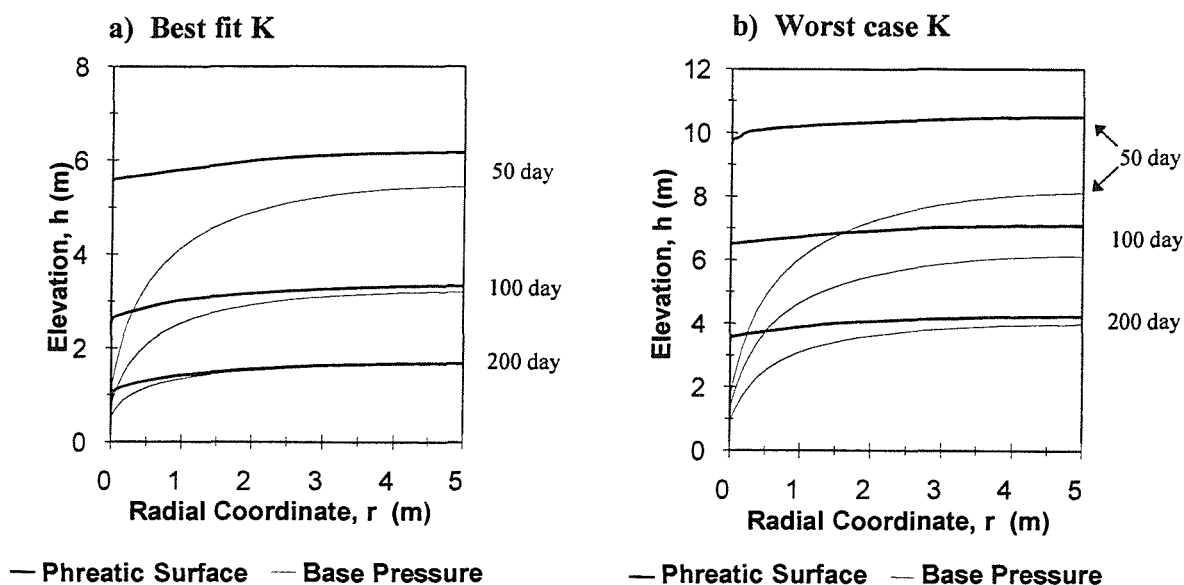 a) Best fit K
8
6
4
2
0
Elevation, h (m)
50 day
100 day
200 day
0 1 2 3 4 5
Radial Coordinate, r (m)
Phreatic Surface Base Pressure
b) Worst case K
12
10
8
6
4
2
0
Elevation, h (m)
50 day
100 day
200 day
0 1 2 3 4 5
Radial Coordinate, r (m)
Phreatic Surface Base Pressure